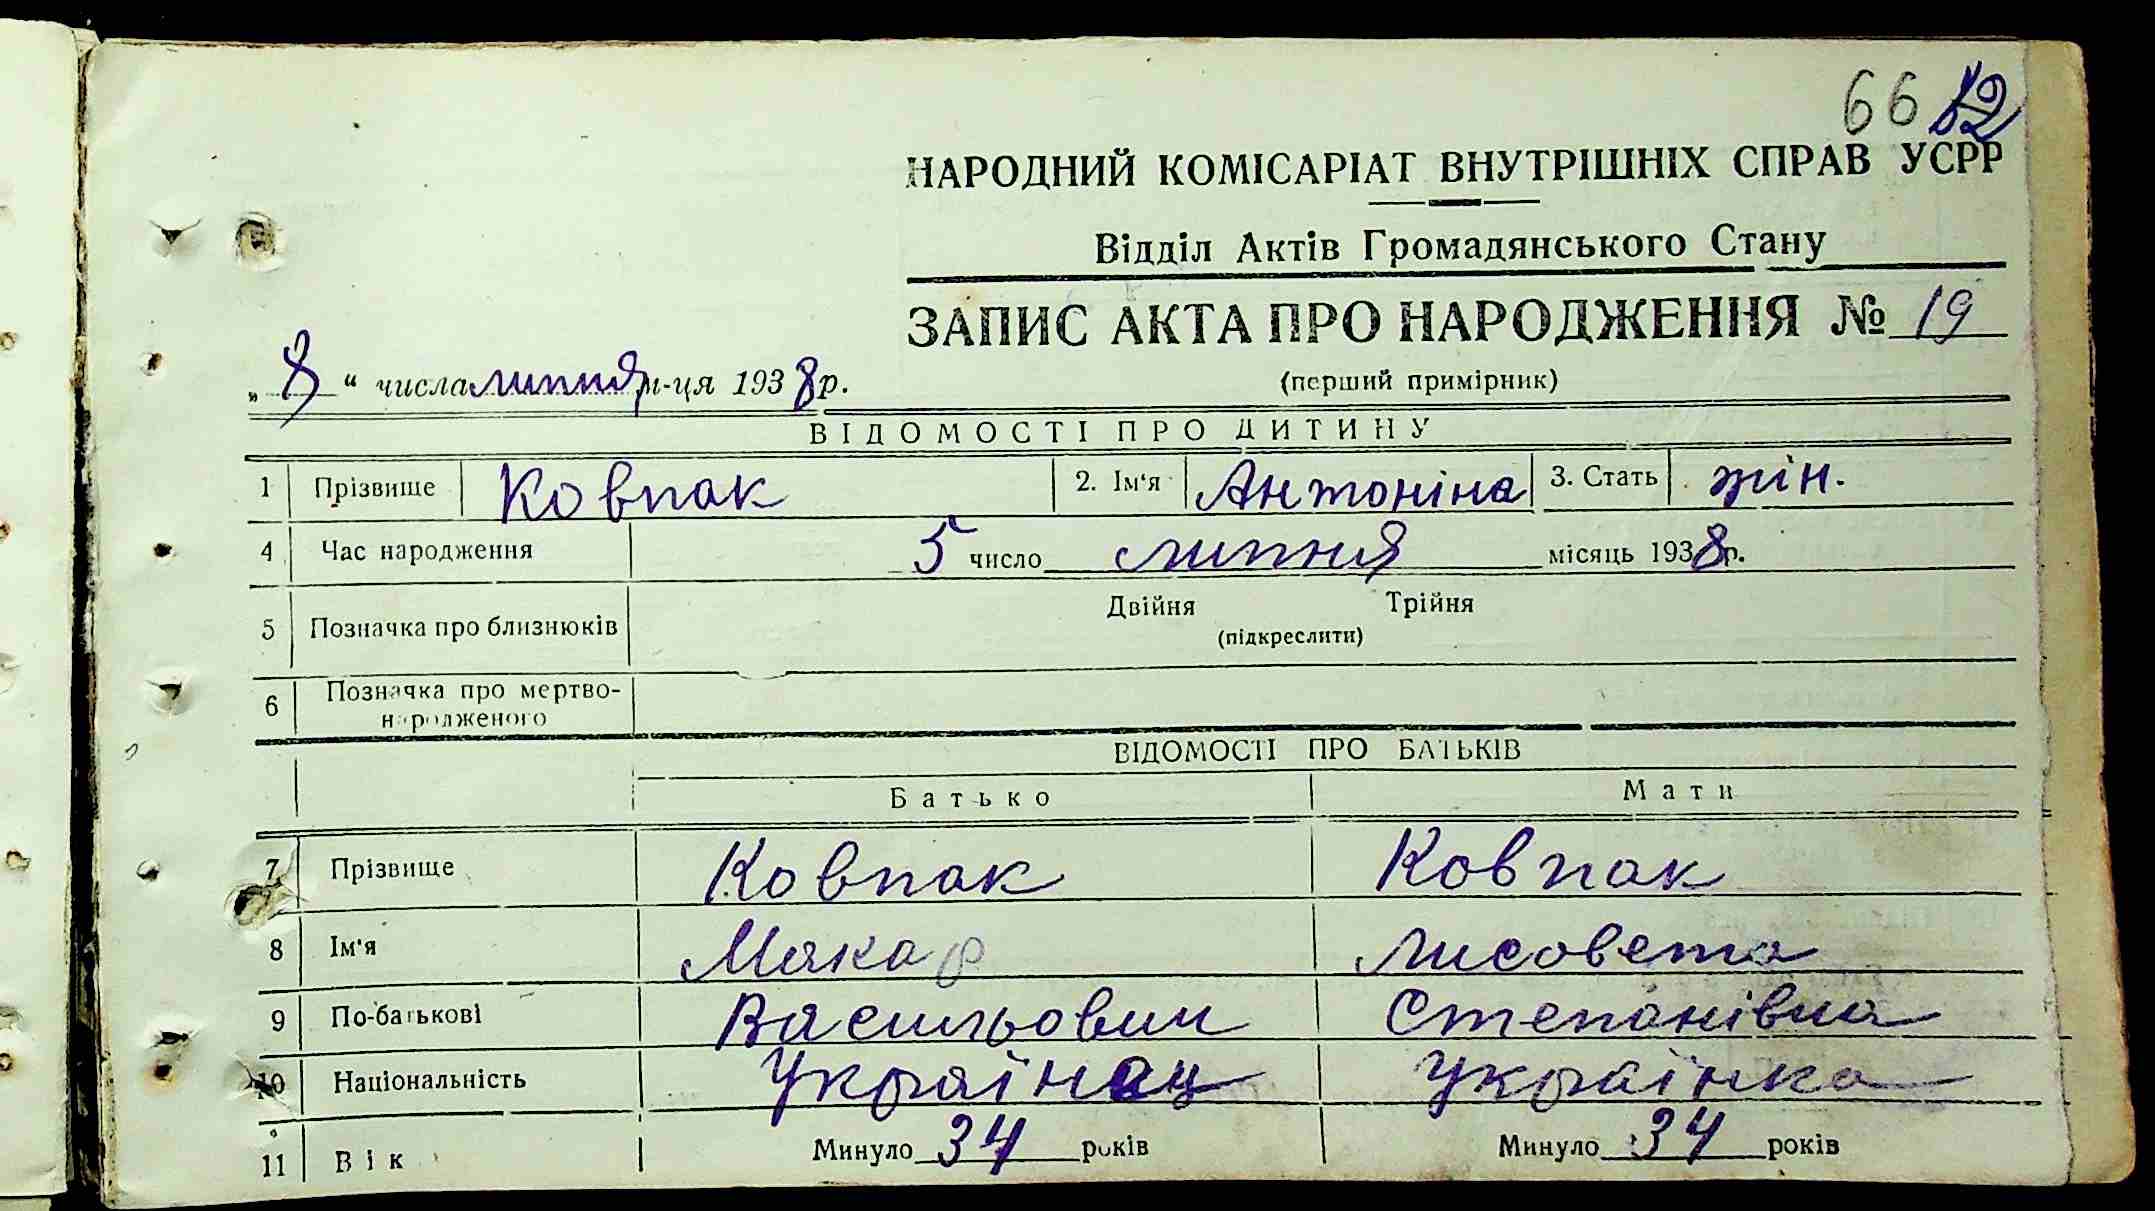 66 12
НАРОДНИЙ КОМІСАРІАТ ВНУТРІШНІХ СПРАВ УСРР
Відділ Актів Громадянського Стану
ЗАПИС АКТА ПРО НАРОДЖЕННЯ № 19
„ 8 “ числа липня м-ця 1938 р. (перший примірник)
ВІДОМОСТІ ПРО ДИТИНУ
1 Прізвище Ковпак 2. Ім'я Антоніна 3. Стать жін.
4 Час народження 5 число липня місяць 1938 р.
Двійня Трійня
5 Позначка про близнюків (підкреслити)
6 Позначка про мертво-
народженого
ВІДОМОСТІ ПРО БАТЬКІВ
Батько Мати
7 Прізвище Ковпак Ковпак
8 Ім'я Макар Лисовета
9 По-батькові Васильович Степанівна
10 Національність Українец Українка
11 Вік Минуло 34 років Минуло 34 років